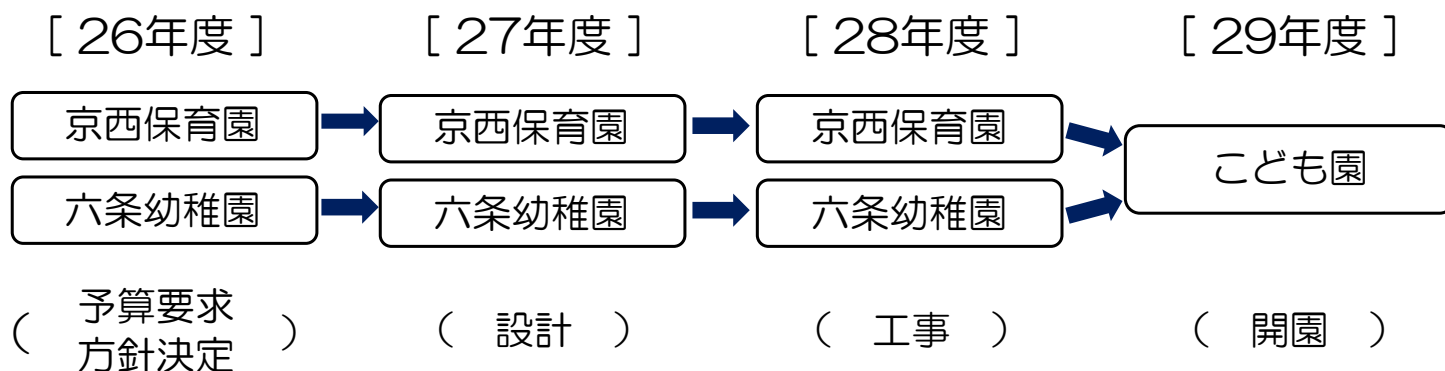 [ 26年度 ] [ 27年度 ] [ 28年度 ] [ 29年度 ]
京西保育園 京西保育園 京西保育園
こども園
六条幼稚園 六条幼稚園 六条幼稚園
( 予算要求
方針決定 ) ( 設計 ) ( 工事 ) ( 開園 )